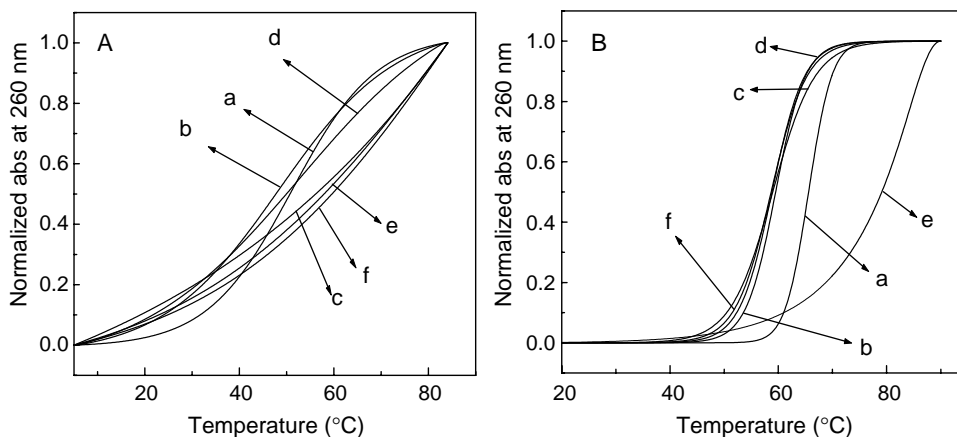 A
Normalized abs at 260 nm
1.0
0.8
0.6
0.4
0.2
0.0
d
a
b
e
f
c
20
40
60
80
Temperature (°C)
B
Normalized abs at 260 nm
1.0
0.8
0.6
0.4
0.2
0.0
d
c
e
f
a
b
20
40
60
80
Temperature (°C)